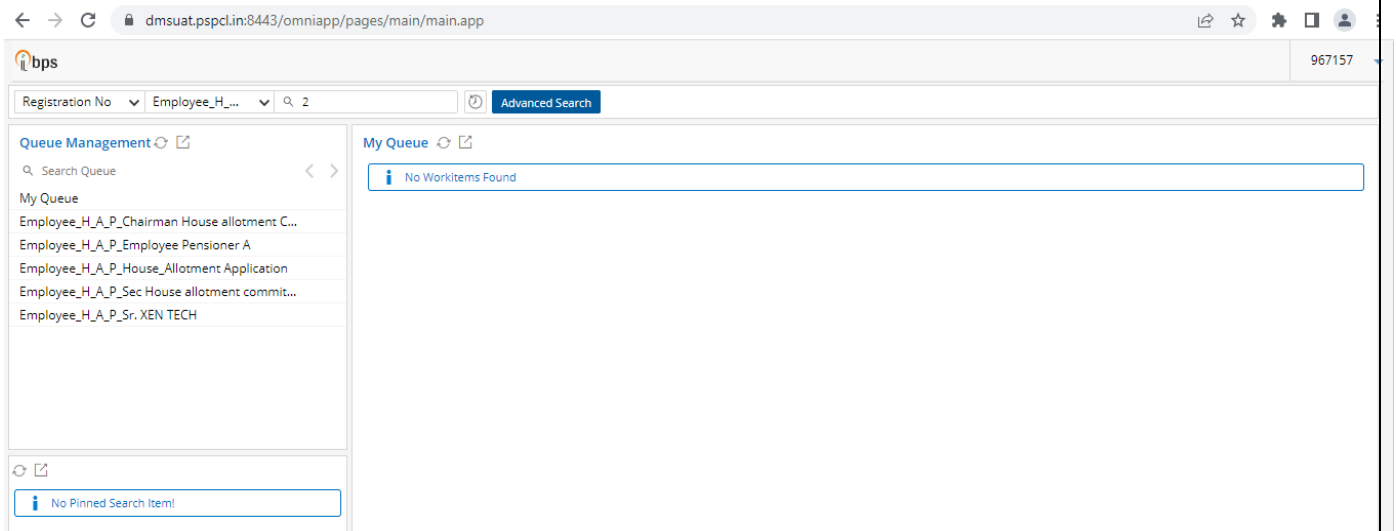 dmsuat.pspcl.in:8443/omniapp/pages/main/main.app
ibps
967157
Registration No Employee_H_... 2 Advanced Search
Queue Management
Search Queue
My Queue
Employee_H_A_P_Chairman House allotment C...
Employee_H_A_P_Employee Pensioner A
Employee_H_A_P_House_Allotment Application
Employee_H_A_P_Sec House allotment commit...
Employee_H_A_P_Sr. XEN TECH
My Queue
No Workitems Found
No Pinned Search Item!